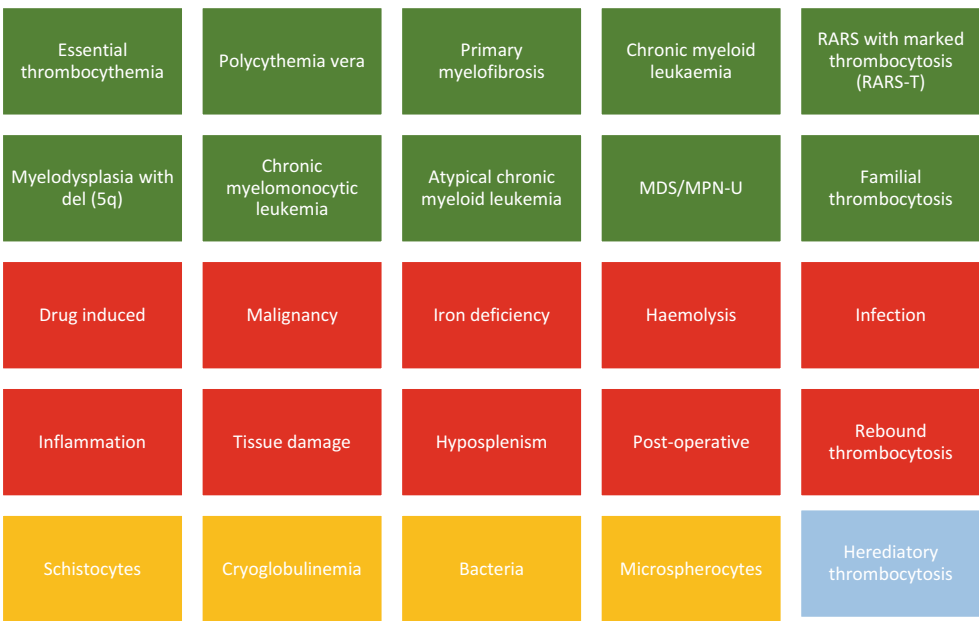 Essential
thrombocythemia
Polycythemia vera
Primary
myelofibrosis
Chronic myeloid
leukaemia
RARS with marked
thrombocytosis
(RARS-T)
Myelodysplasia with
del (5q)
Chronic
myelomonocytic
leukemia
Atypical chronic
myeloid leukemia
MDS/MPN-U
Familial
thrombocytosis
Drug induced
Malignancy
Iron deficiency
Haemolysis
Infection
Inflammation
Tissue damage
Hyposplenism
Post-operative
Rebound
thrombocytosis
Schistocytes
Cryoglobulinemia
Bacteria
Microspherocytes
Herediatory
thrombocytosis